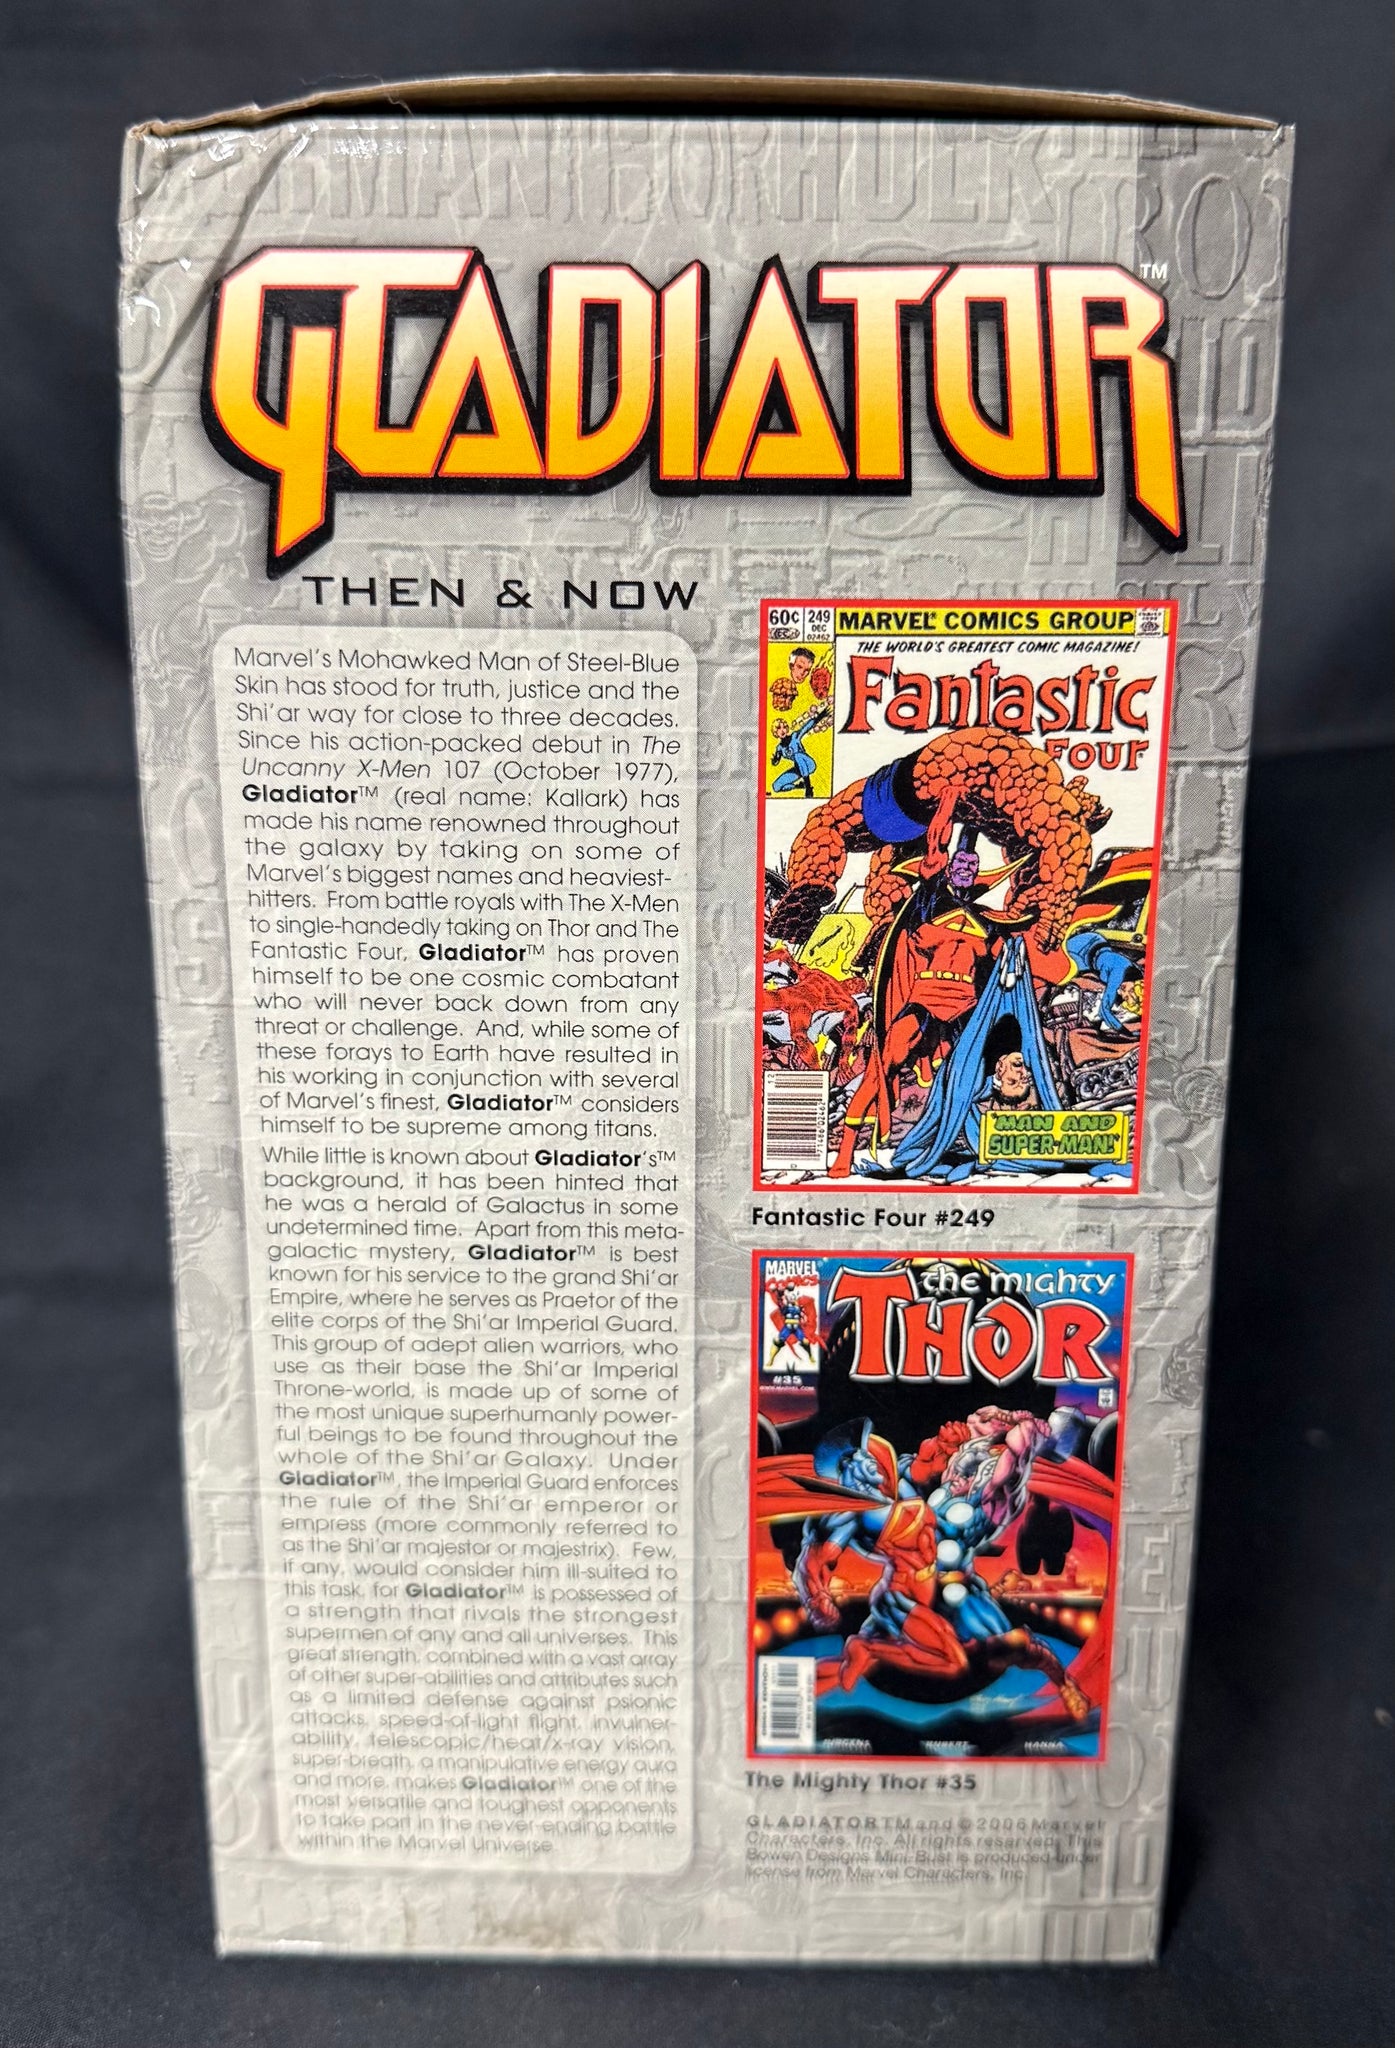 GLADIATOR™
THEN & NOW
Marvel's Mohawked Man of Steel-Blue
Skin has stood for truth, justice and the
Shi'ar way for close to three decades.
Since his action-packed debut in The
Uncanny X-Men 107 (October 1977),
Gladiator™ (real name: Kallark) has
made his name renowned throughout
the galaxy by taking on some of
Marvel's biggest names and heaviest-
hitters. From battle royals with The X-Men
to single-handedly taking on Thor and The
Fantastic Four, Gladiator™ has proven
himself to be one cosmic combatant
who will never back down from any
threat or challenge. And, while some of
these forays to Earth have resulted in
his working in conjunction with several
of Marvel's finest, Gladiator™ considers
himself to be supreme among titans.
While little is known about Gladiator's™
background, it has been hinted that
he was a herald of Galactus in some
undetermined time. Apart from this meta-
galactic mystery, Gladiator™ is best
known for his service to the grand Shi'ar
Empire, where he serves as Praetor of the
elite corps of the Shi'ar Imperial Guard.
This group of adept alien warriors, who
use as their base the Shi'ar Imperial
Throne-world, is made up of some of
the most unique superhumanly power-
ful beings to be found throughout the
whole of the Shi'ar Galaxy. Under
Gladiator™, the Imperial Guard enforces
the rule of the Shi'ar emperor or
empress (more commonly referred to
as the Shi'ar majestor or majestrix). Few,
if any, would consider him ill-suited to
this task, for Gladiator™ is possessed of
a strength that rivals the strongest
supermen of any and all universes. This
great strength, combined with a vast array
of other super-abilities and attributes such
as a limited defense against psionic
attacks, speed-of-light flight, invulner-
ability, telescopic/heat/x-ray vision,
super-breath, a manipulative energy aura
and more, makes Gladiator™ one of the
most versatile and toughest opponents
to take part in the never-ending battle
within the Marvel Universe.
60¢ 249 DEC 02462 MARVEL® COMICS GROUP
THE WORLD'S GREATEST COMIC MAGAZINE!
Fantastic
FOUR
'MAN AND
SUPER-MAN!'
Fantastic Four #249
MARVEL
COMICS
the mighty
THOR
#35
The Mighty Thor #35
JURGENS KUBERT HANNA
DIRECT EDITION
GLADIATOR TM and © 2006 Marvel
Characters, Inc. All rights reserved. This
Bowen Designs Mini-Bust is produced under
license from Marvel Characters, Inc.